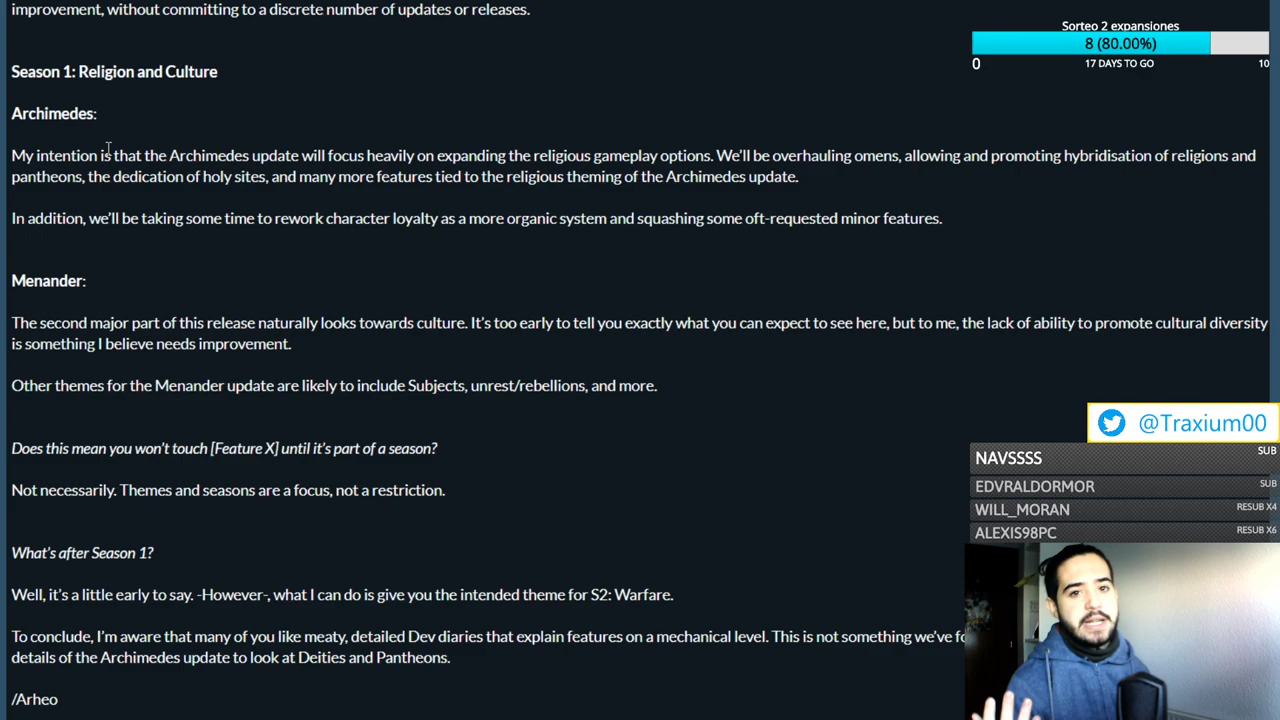 improvement, without committing to a discrete number of updates or releases.
Sorteo 2 expansiones
8 (80.00%)
0
17 DAYS TO GO
10
Season 1: Religion and Culture
Archimedes:
My intention is that the Archimedes update will focus heavily on expanding the religious gameplay options. We'll be overhauling omens, allowing and promoting hybridisation of religions and
pantheons, the dedication of holy sites, and many more features tied to the religious theming of the Archimedes update.
In addition, we'll be taking some time to rework character loyalty as a more organic system and squashing some oft-requested minor features.
Menander:
The second major part of this release naturally looks towards culture. It's too early to tell you exactly what you can expect to see here, but to me, the lack of ability to promote cultural diversity
is something I believe needs improvement.
Other themes for the Menander update are likely to include Subjects, unrest/rebellions, and more.
@Traxium00
Does this mean you won't touch [Feature X] until it's part of a season?
NAVSSSS SUB
EDVRALDORMOR SUB
Not necessarily. Themes and seasons are a focus, not a restriction.
WILL_MORAN RESUB X4
ALEXIS98PC RESUB X6
What's after Season 1?
Well, it's a little early to say. -However-, what I can do is give you the intended theme for S2: Warfare.
To conclude, I'm aware that many of you like meaty, detailed Dev diaries that explain features on a mechanical level. This is not something we've
details of the Archimedes update to look at Deities and Pantheons.
/Arheo